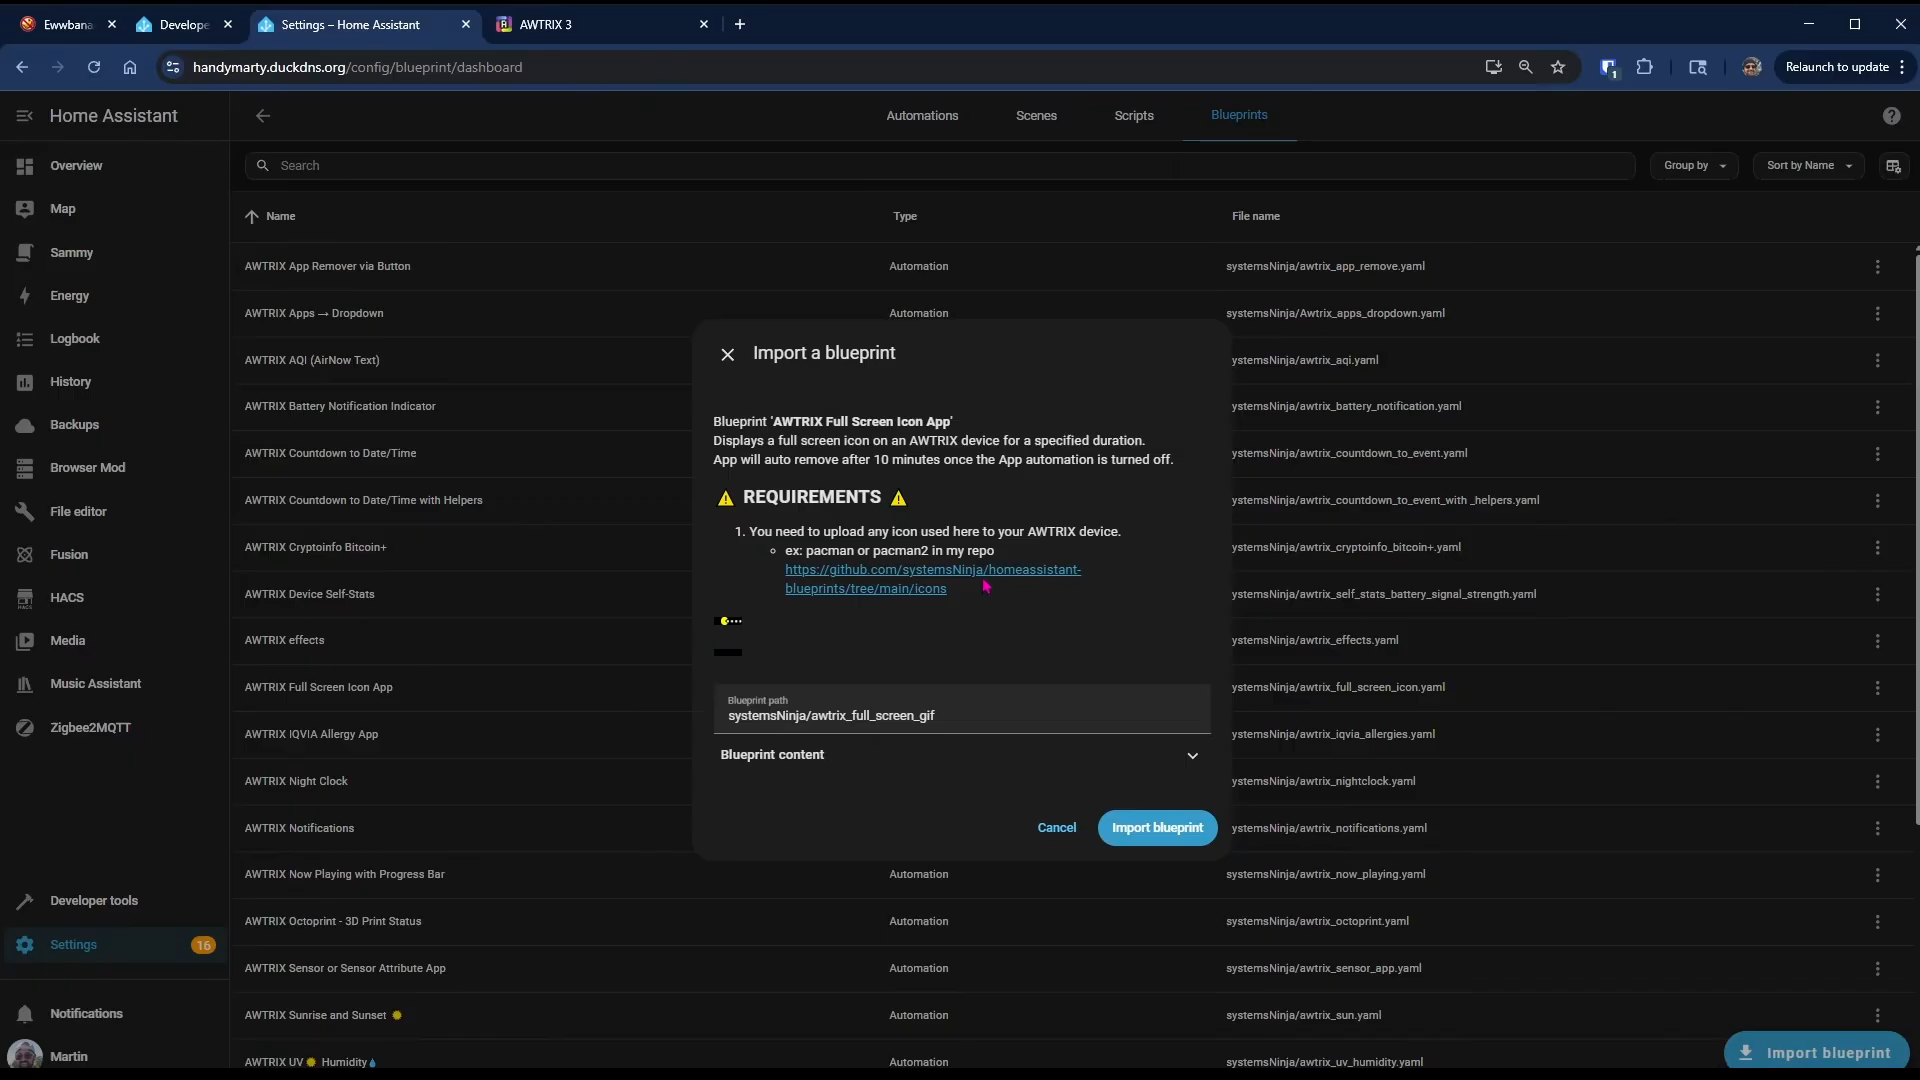 Ewwbana
Develope
Settings – Home Assistant
AWTRIX 3
handymarty.duckdns.org/config/blueprint/dashboard
1
Relaunch to update
Home Assistant
Automations
Scenes
Scripts
Blueprints
Overview
Map
Sammy
Energy
Logbook
History
Backups
Browser Mod
File editor
Fusion
HACS
HACS
Media
Music Assistant
Zigbee2MQTT
Developer tools
Settings
16
Notifications
Martin
Search
Group by
Sort by Name
Name Type File name
AWTRIX App Remover via Button Automation systemsNinja/awtrix_app_remove.yaml
AWTRIX Apps → Dropdown Automation systemsNinja/Awtrix_apps_dropdown.yaml
AWTRIX AQI (AirNow Text) ystemsNinja/awtrix_aqi.yaml
AWTRIX Battery Notification Indicator ystemsNinja/awtrix_battery_notification.yaml
AWTRIX Countdown to Date/Time ystemsNinja/awtrix_countdown_to_event.yaml
AWTRIX Countdown to Date/Time with Helpers ystemsNinja/awtrix_countdown_to_event_with _helpers.yaml
AWTRIX Cryptoinfo Bitcoin+ ystemsNinja/awtrix_cryptoinfo_bitcoin+.yaml
AWTRIX Device Self-Stats ystemsNinja/awtrix_self_stats_battery_signal_strength.yaml
AWTRIX effects ystemsNinja/awtrix_effects.yaml
AWTRIX Full Screen Icon App ystemsNinja/awtrix_full_screen_icon.yaml
AWTRIX IQVIA Allergy App ystemsNinja/awtrix_iqvia_allergies.yaml
AWTRIX Night Clock ystemsNinja/awtrix_nightclock.yaml
AWTRIX Notifications ystemsNinja/awtrix_notifications.yaml
AWTRIX Now Playing with Progress Bar Automation systemsNinja/awtrix_now_playing.yaml
AWTRIX Octoprint - 3D Print Status Automation systemsNinja/awtrix_octoprint.yaml
AWTRIX Sensor or Sensor Attribute App Automation systemsNinja/awtrix_sensor_app.yaml
AWTRIX Sunrise and Sunset Automation systemsNinja/awtrix_sun.yaml
AWTRIX UV Humidity Automation systemsNinja/awtrix_uv_humidity.yaml
Import a blueprint
Blueprint 'AWTRIX Full Screen Icon App'
Displays a full screen icon on an AWTRIX device for a specified duration.
App will auto remove after 10 minutes once the App automation is turned off.
REQUIREMENTS
1. You need to upload any icon used here to your AWTRIX device.
ex: pacman or pacman2 in my repo
https://github.com/systemsNinja/homeassistant-
blueprints/tree/main/icons
Blueprint path
systemsNinja/awtrix_full_screen_gif
Blueprint content
Cancel
Import blueprint
Import blueprint